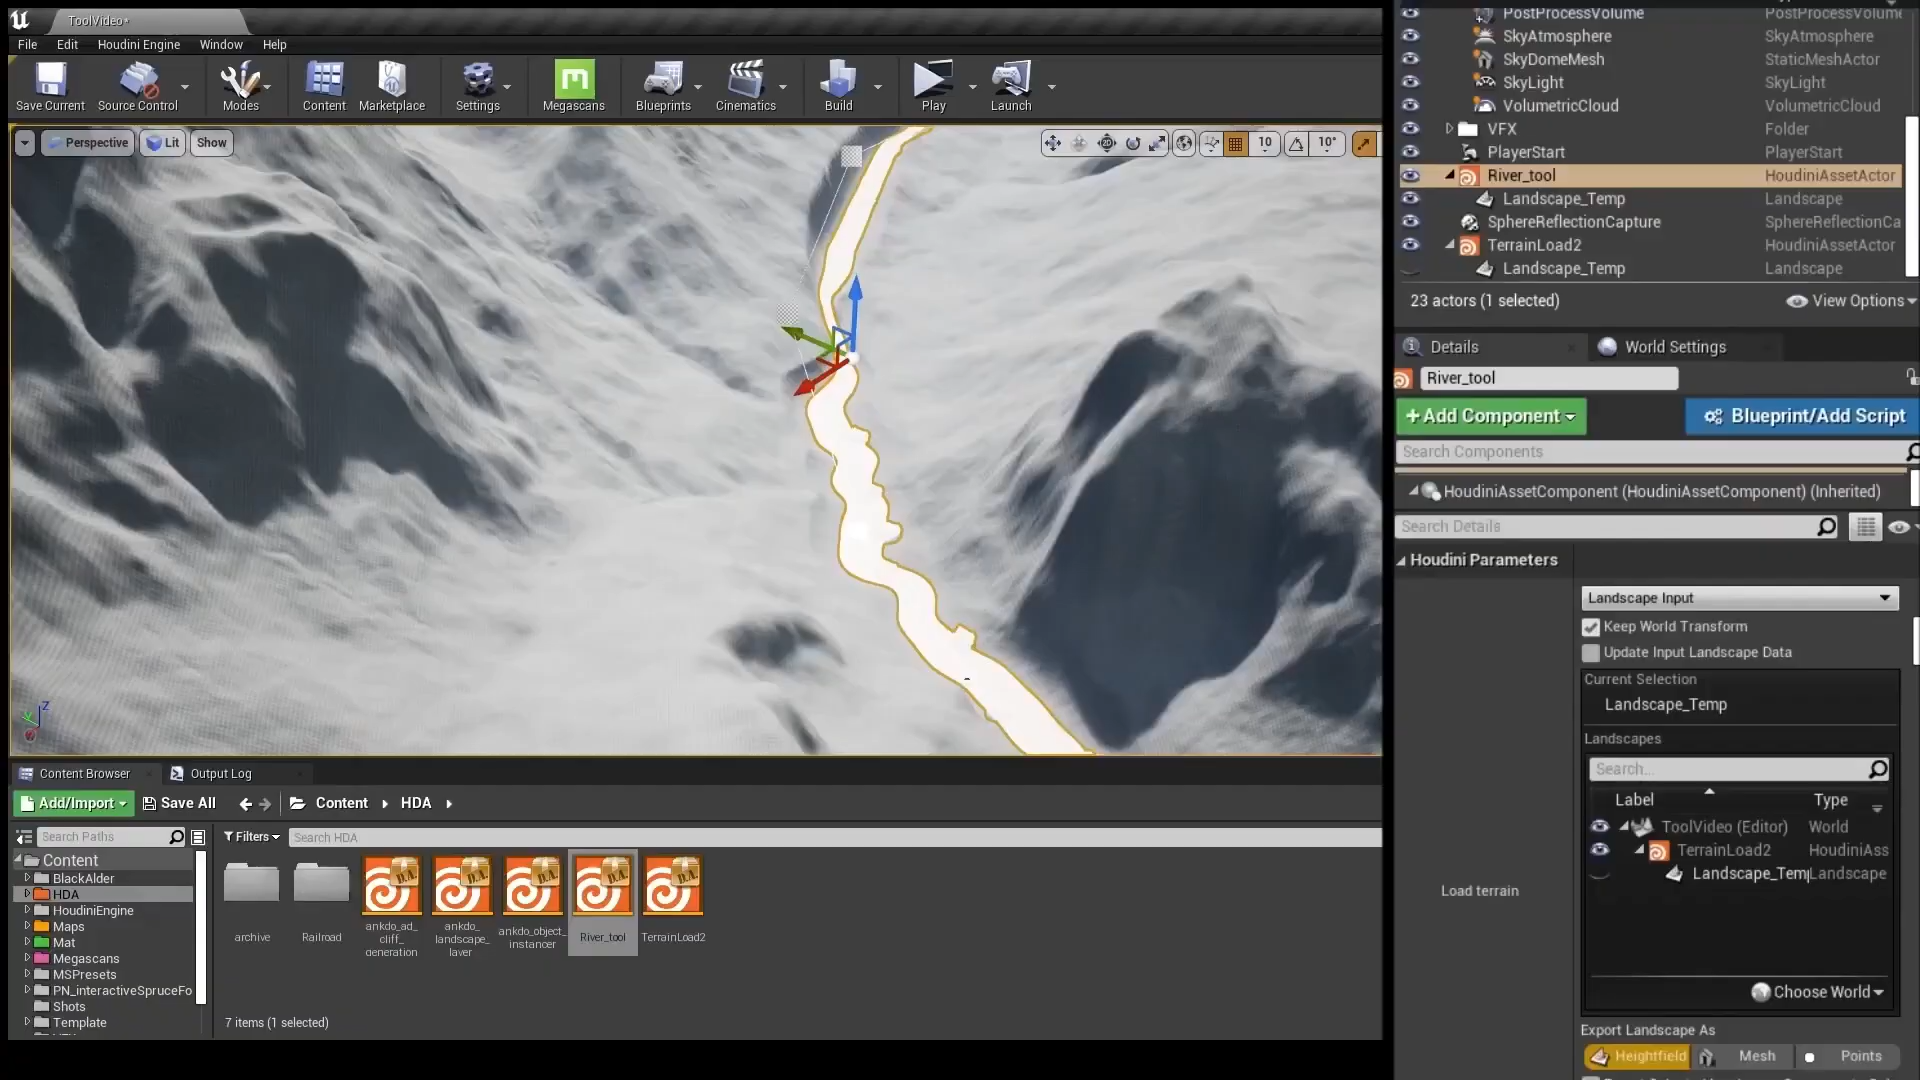 ToolVideo*
File Edit Houdini Engine Window Help
Save Current Source Control Modes Content Marketplace Settings Megascans Blueprints Cinematics Build Play Launch
Perspective Lit Show 10 10°
PostProcessVolume PostProcessVolume
SkyAtmosphere SkyAtmosphere
SkyDomeMesh StaticMeshActor
SkyLight SkyLight
VolumetricCloud VolumetricCloud
VFX Folder
PlayerStart PlayerStart
River_tool HoudiniAssetActor
Landscape_Temp Landscape
SphereReflectionCapture SphereReflectionCa
TerrainLoad2 HoudiniAssetActor
Landscape_Temp Landscape
23 actors (1 selected) View Options
Details World Settings
River_tool
+Add Component Blueprint/Add Script
Search Components
HoudiniAssetComponent (HoudiniAssetComponent) (Inherited)
Search Details
Houdini Parameters
Landscape Input
Keep World Transform
Update Input Landscape Data
Current Selection
Landscape_Temp
Landscapes
Search...
Label Type
ToolVideo (Editor) World
TerrainLoad2 HoudiniAss
Landscape_Temp Landscape
Load terrain
Choose World
Export Landscape As
Heightfield Mesh Points
Z
Content Browser Output Log
Add/Import Save All Content HDA
Search Paths Filters Search HDA
Content
BlackAlder
HDA
HoudiniEngine
Maps
Mat
Megascans
MSPresets
PN_interactiveSpruceFo
Shots
Template
archive
Railroad
ankdo_ad_
cliff_
generation
ankdo_
landscape_
layer
ankdo_object_
instancer
River_tool
TerrainLoad2
7 items (1 selected)